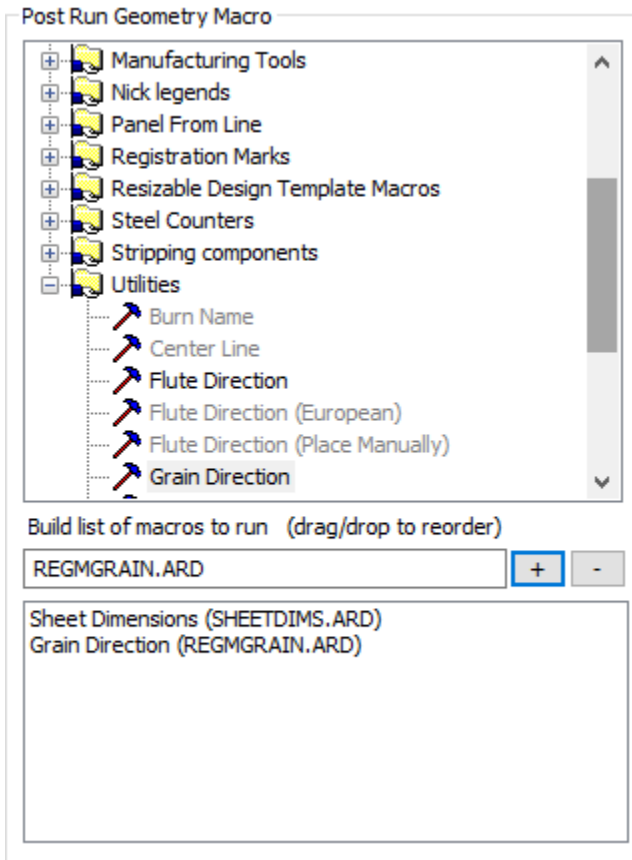 Post Run Geometry Macro
Manufacturing Tools
Nick legends
Panel From Line
Registration Marks
Resizable Design Template Macros
Steel Counters
Stripping components
Utilities
Burn Name
Center Line
Flute Direction
Flute Direction (European)
Flute Direction (Place Manually)
Grain Direction
Build list of macros to run (drag/drop to reorder)
REGMGRAIN.ARD + -
Sheet Dimensions (SHEETDIMS.ARD)
Grain Direction (REGMGRAIN.ARD)